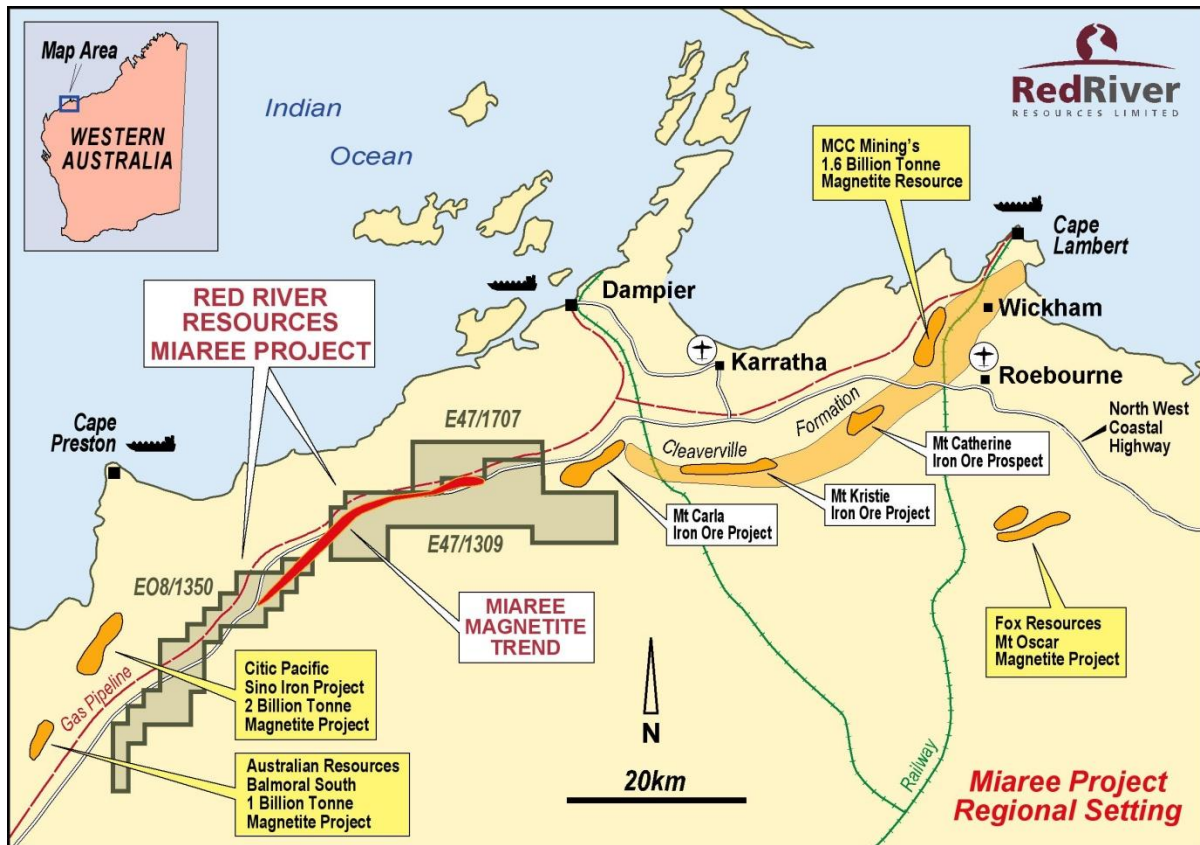 Map Area
WESTERN
AUSTRALIA
Indian
Ocean
RedRiver
RESOURCES LIMITED
MCC Mining's
1.6 Billion Tonne
Magnetite Resource
Cape
Lambert
RED RIVER
RESOURCES
MIAREE PROJECT
Dampier
Wickham
Karratha
Roebourne
North West
Coastal
Highway
Cape
Preston
E47/1707
Cleaverville
Formation
Mt Catherine
Iron Ore Prospect
Mt Kristie
Iron Ore Project
Mt Carla
Iron Ore Project
E47/1309
EO8/1350
MIAREE
MAGNETITE
TREND
Fox Resources
Mt Oscar
Magnetite Project
Citic Pacific
Sino Iron Project
2 Billion Tonne
Magnetite Project
Gas Pipeline
Australian Resources
Balmoral South
1 Billion Tonne
Magnetite Project
N
20km
Railway
Miaree Project
Regional Setting